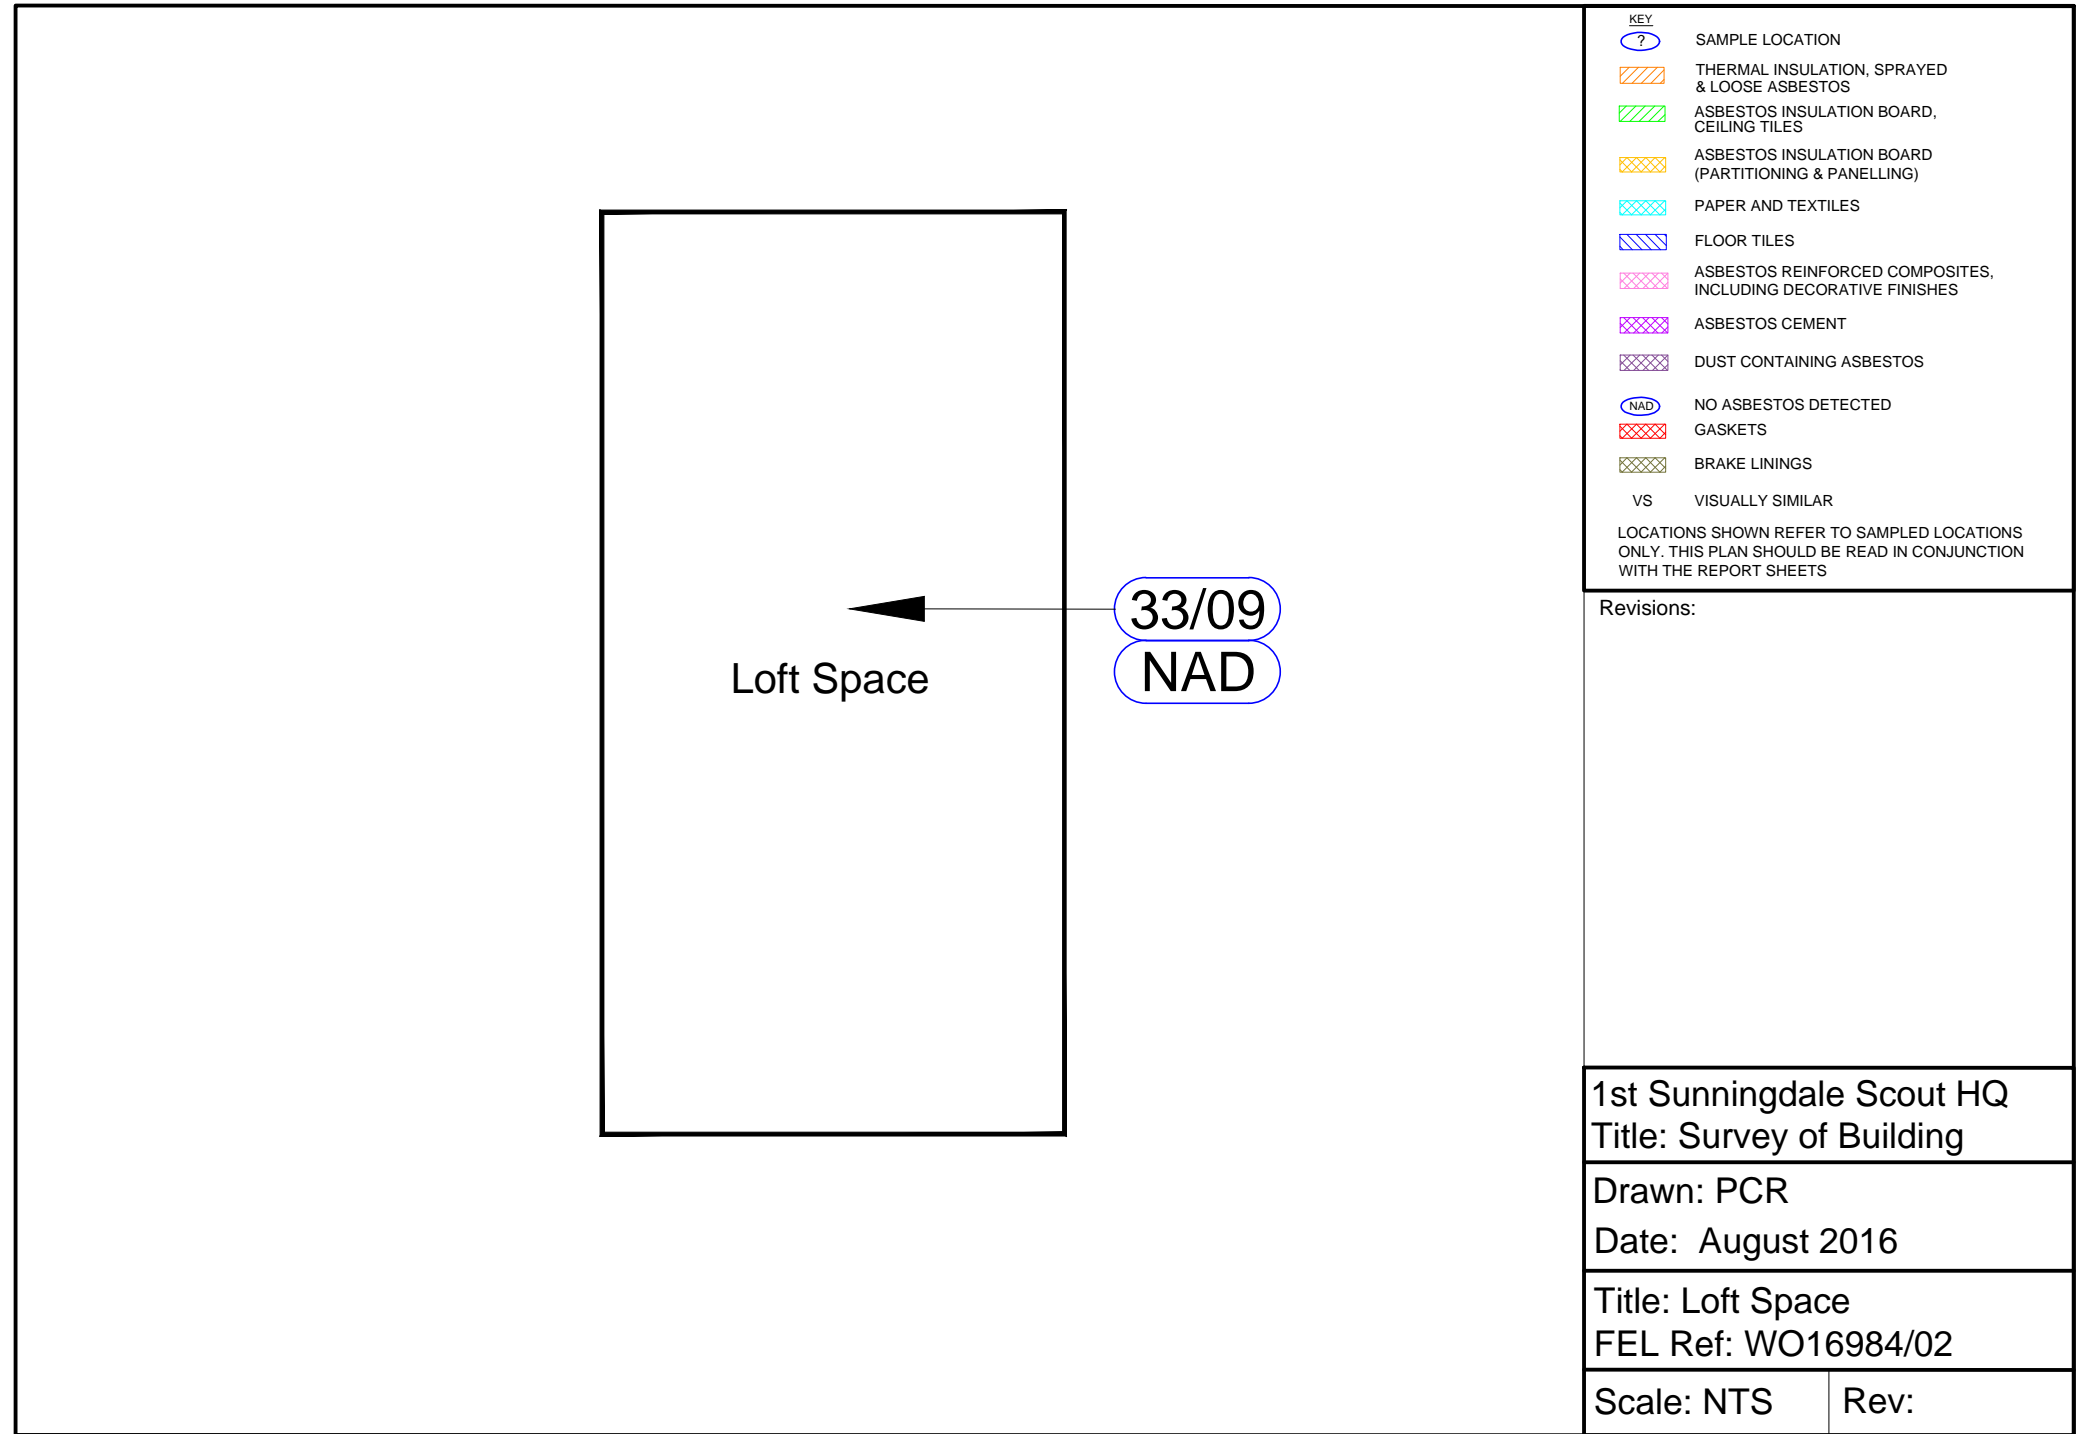 33/09
NAD
Loft Space
KEY
? SAMPLE LOCATION
THERMAL INSULATION, SPRAYED
& LOOSE ASBESTOS
ASBESTOS INSULATION BOARD,
CEILING TILES
ASBESTOS INSULATION BOARD
(PARTITIONING & PANELLING)
PAPER AND TEXTILES
FLOOR TILES
ASBESTOS REINFORCED COMPOSITES,
INCLUDING DECORATIVE FINISHES
ASBESTOS CEMENT
DUST CONTAINING ASBESTOS
NAD NO ASBESTOS DETECTED
GASKETS
BRAKE LININGS
VS VISUALLY SIMILAR
LOCATIONS SHOWN REFER TO SAMPLED LOCATIONS
ONLY. THIS PLAN SHOULD BE READ IN CONJUNCTION
WITH THE REPORT SHEETS
Revisions:
1st Sunningdale Scout HQ
Title: Survey of Building
Drawn: PCR
Date: August 2016
Title: Loft Space
FEL Ref: WO16984/02
Scale: NTS Rev: